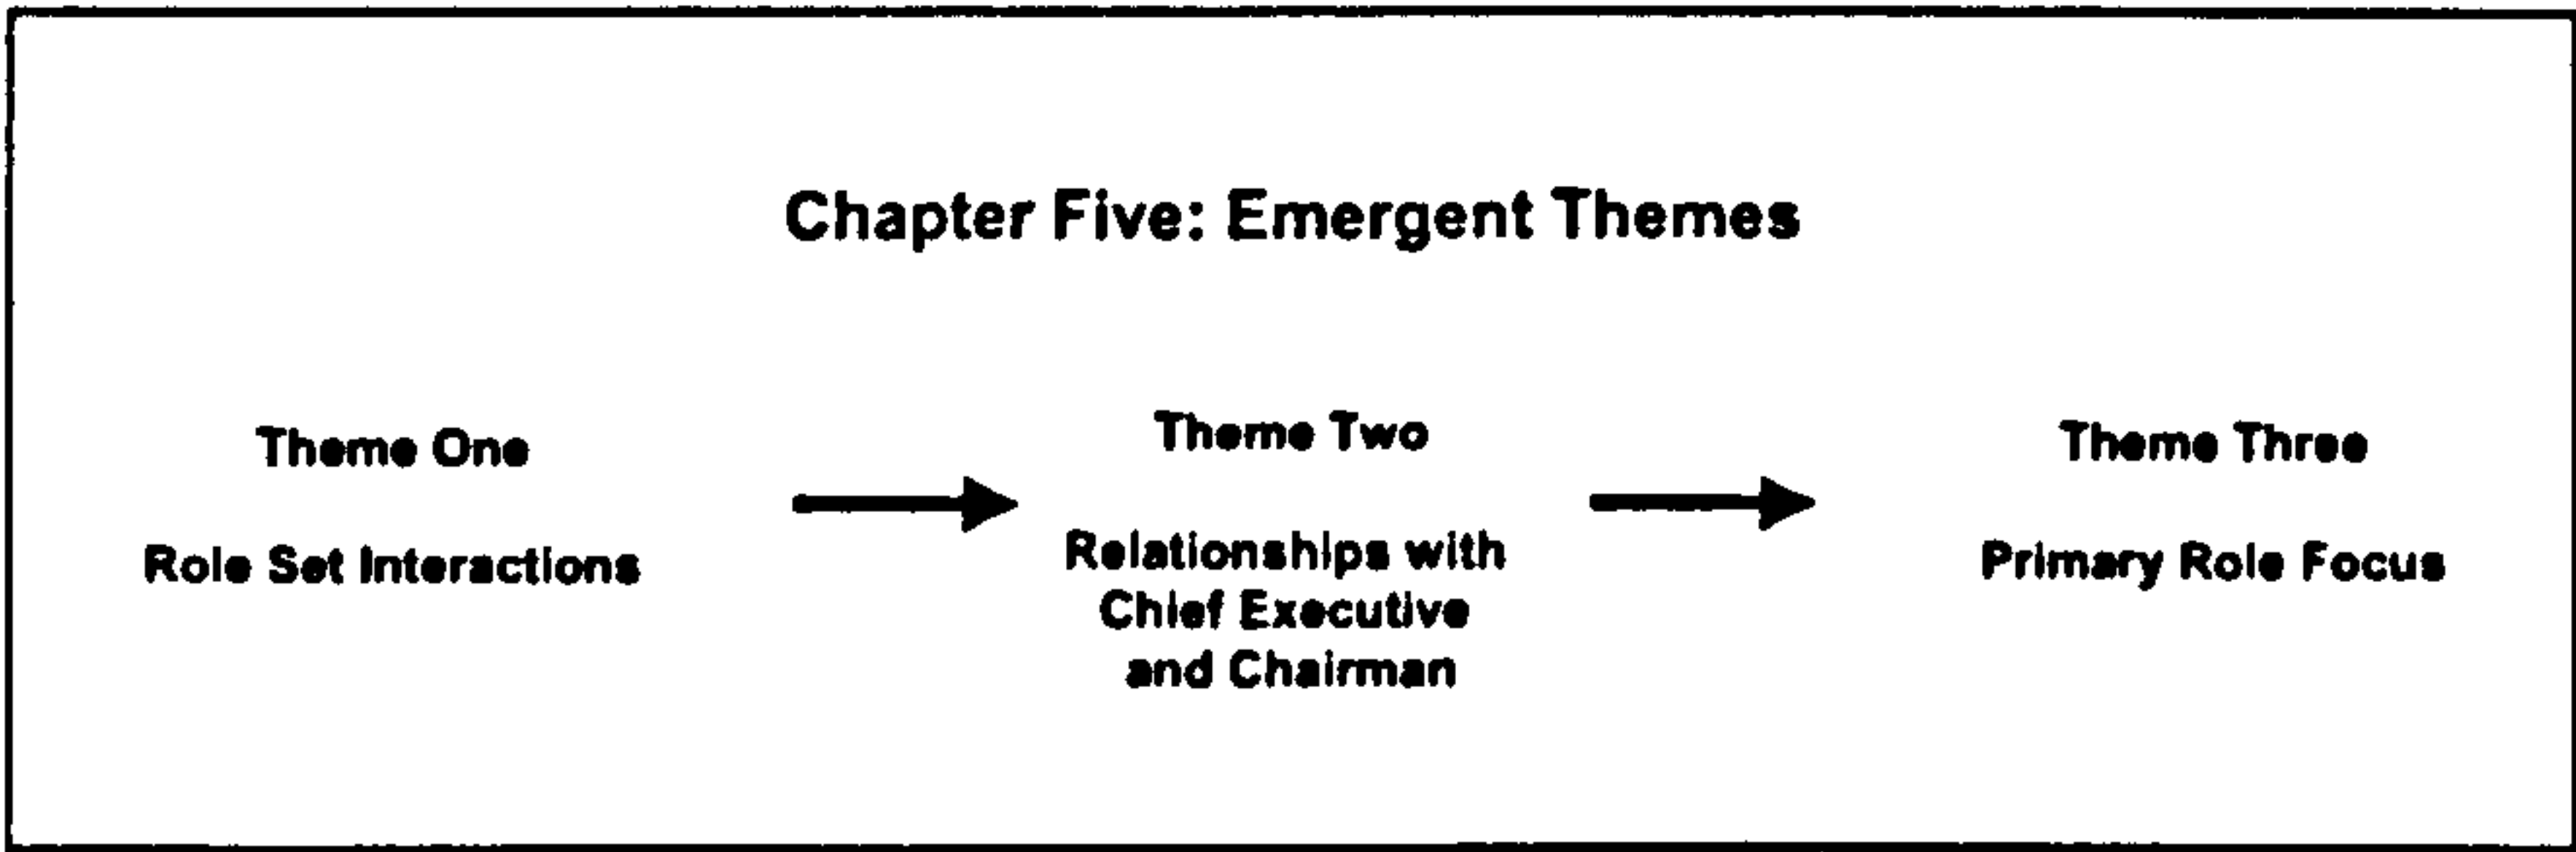 Chapter Five: Emergent Themes
Theme One
Role Set Interactions
Theme Two
Relationships with
Chief Executive
and Chairman
Theme Three
Primary Role Focus